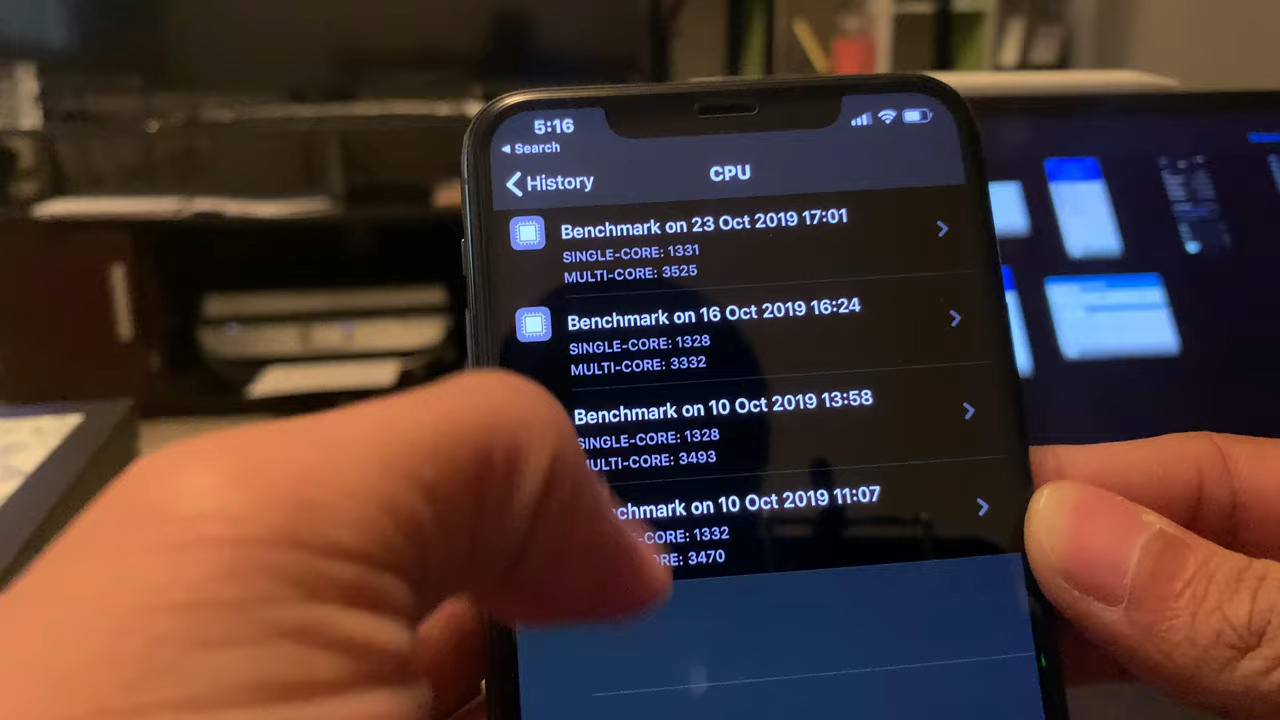 5:16
Search
History
CPU
Benchmark on 23 Oct 2019 17:01
SINGLE-CORE: 1331
MULTI-CORE: 3525
Benchmark on 16 Oct 2019 16:24
SINGLE-CORE: 1328
MULTI-CORE: 3332
Benchmark on 10 Oct 2019 13:58
SINGLE-CORE: 1328
ULTI-CORE: 3493
chmark on 10 Oct 2019 11:07
-CORE: 1332
RE: 3470